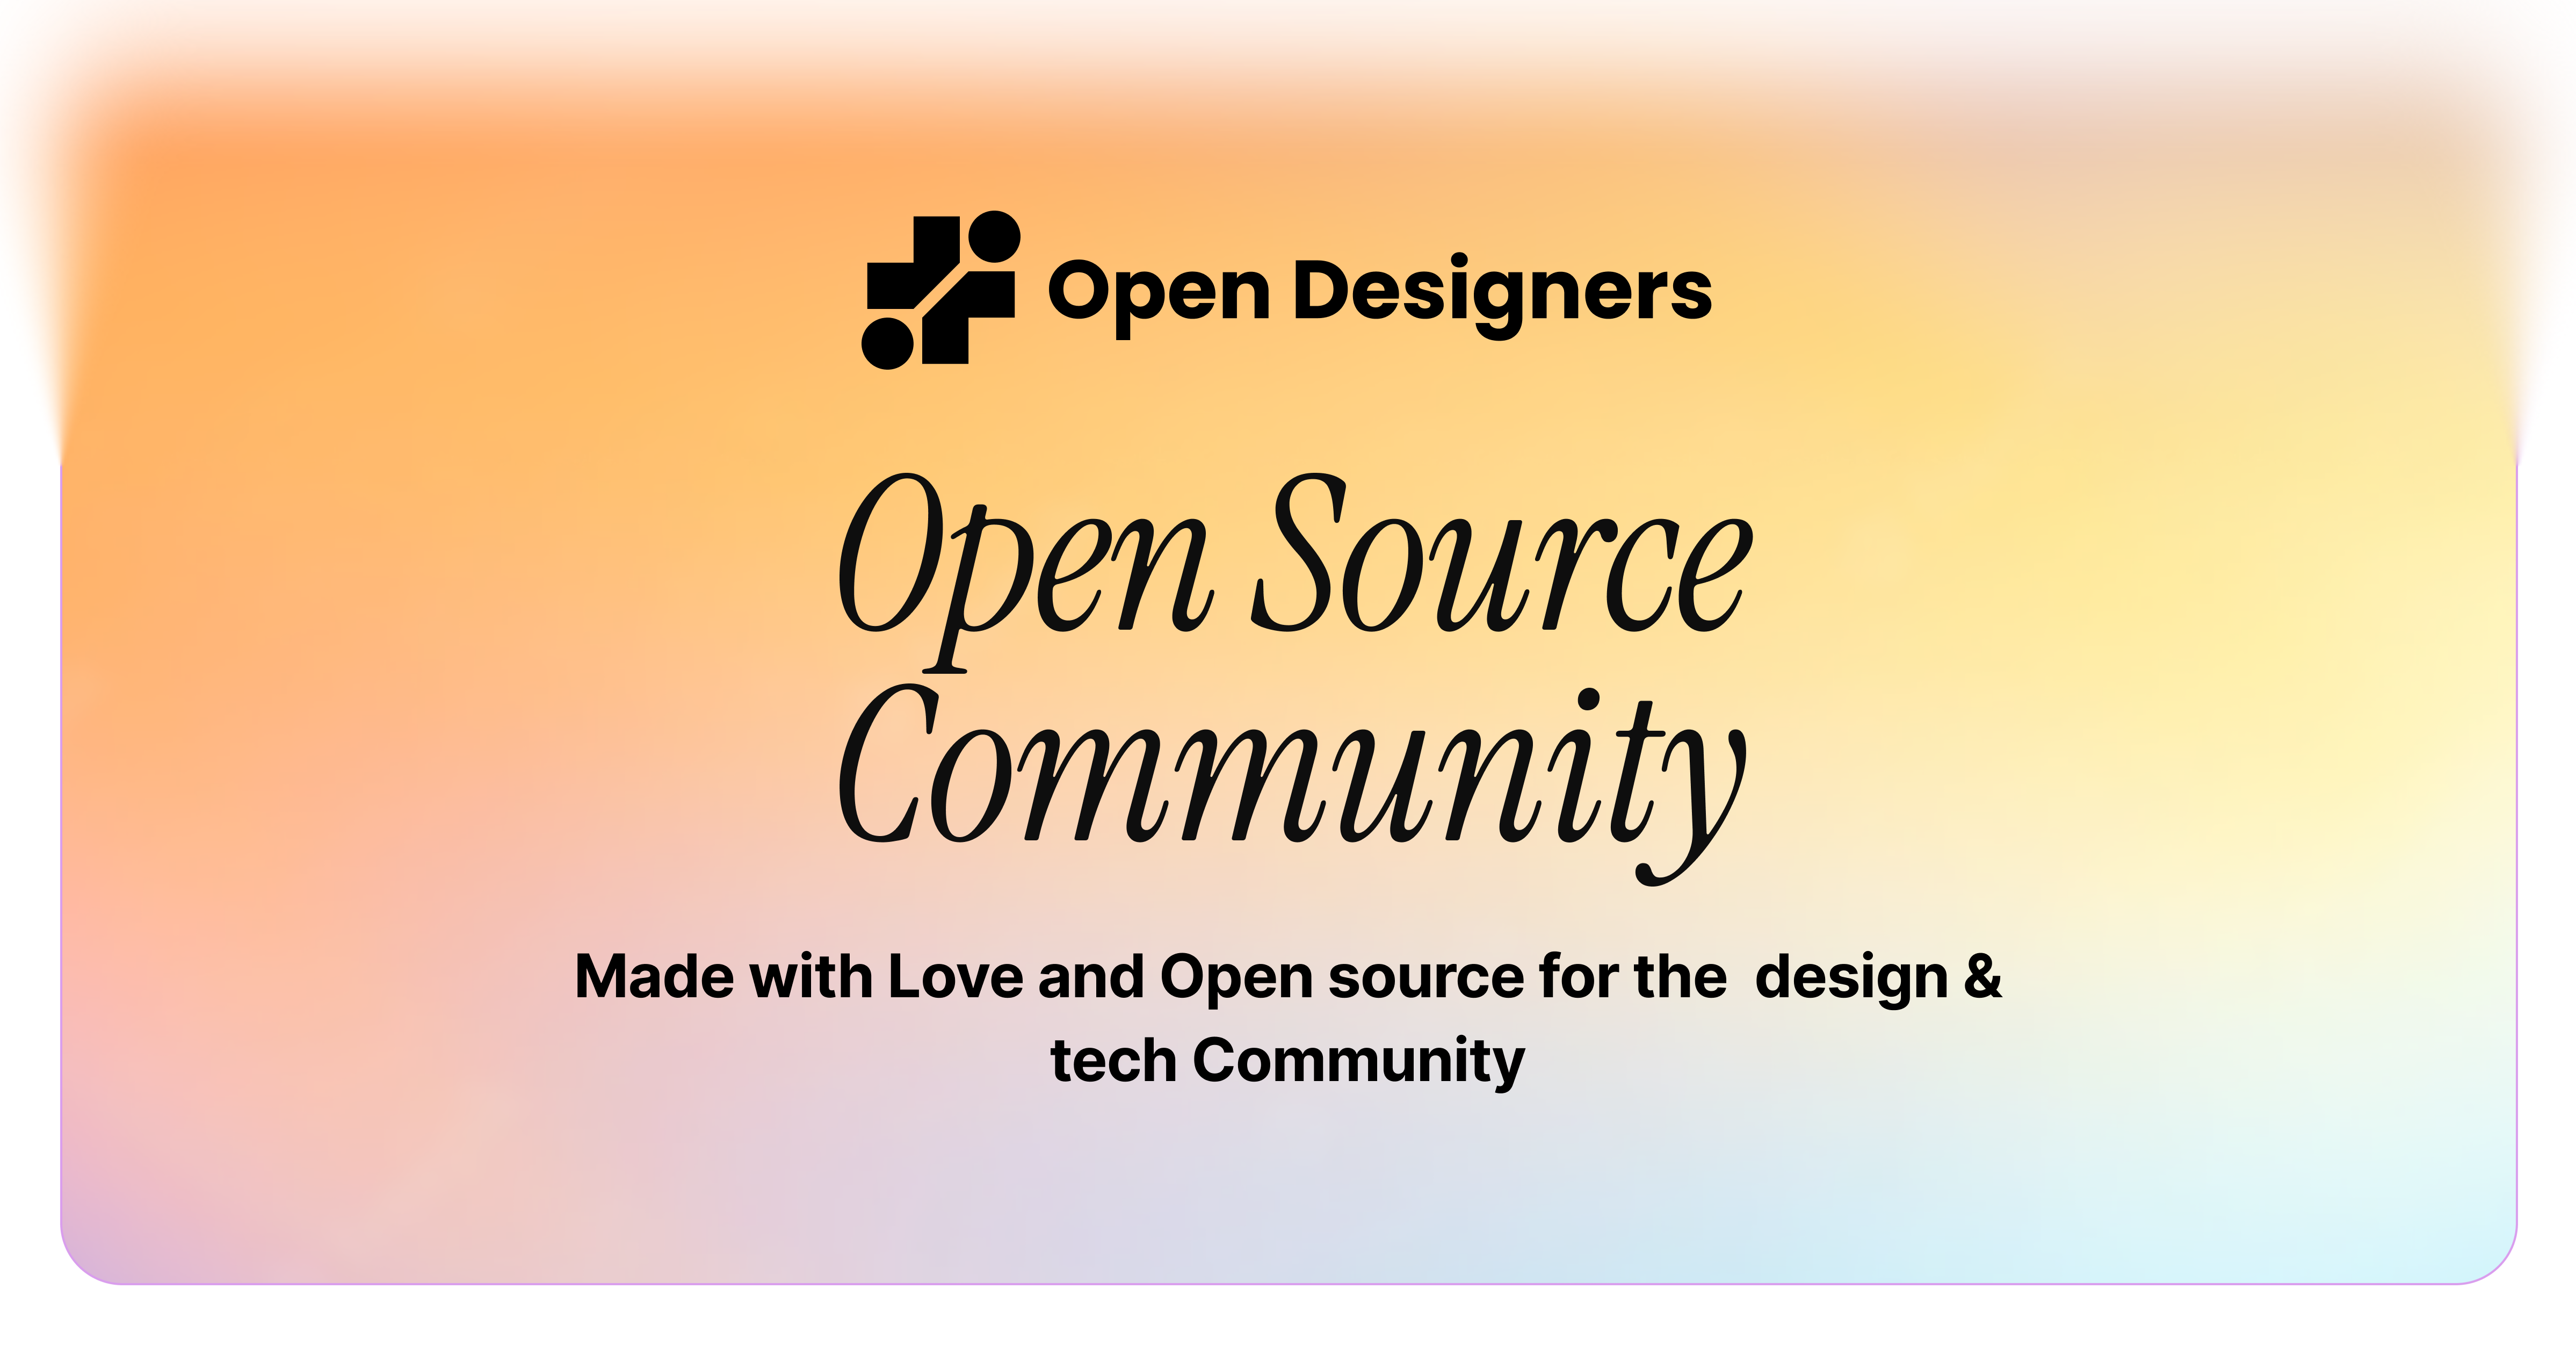 Open Designers
Open Source
Community
Made with Love and Open source for the  design &
tech Community